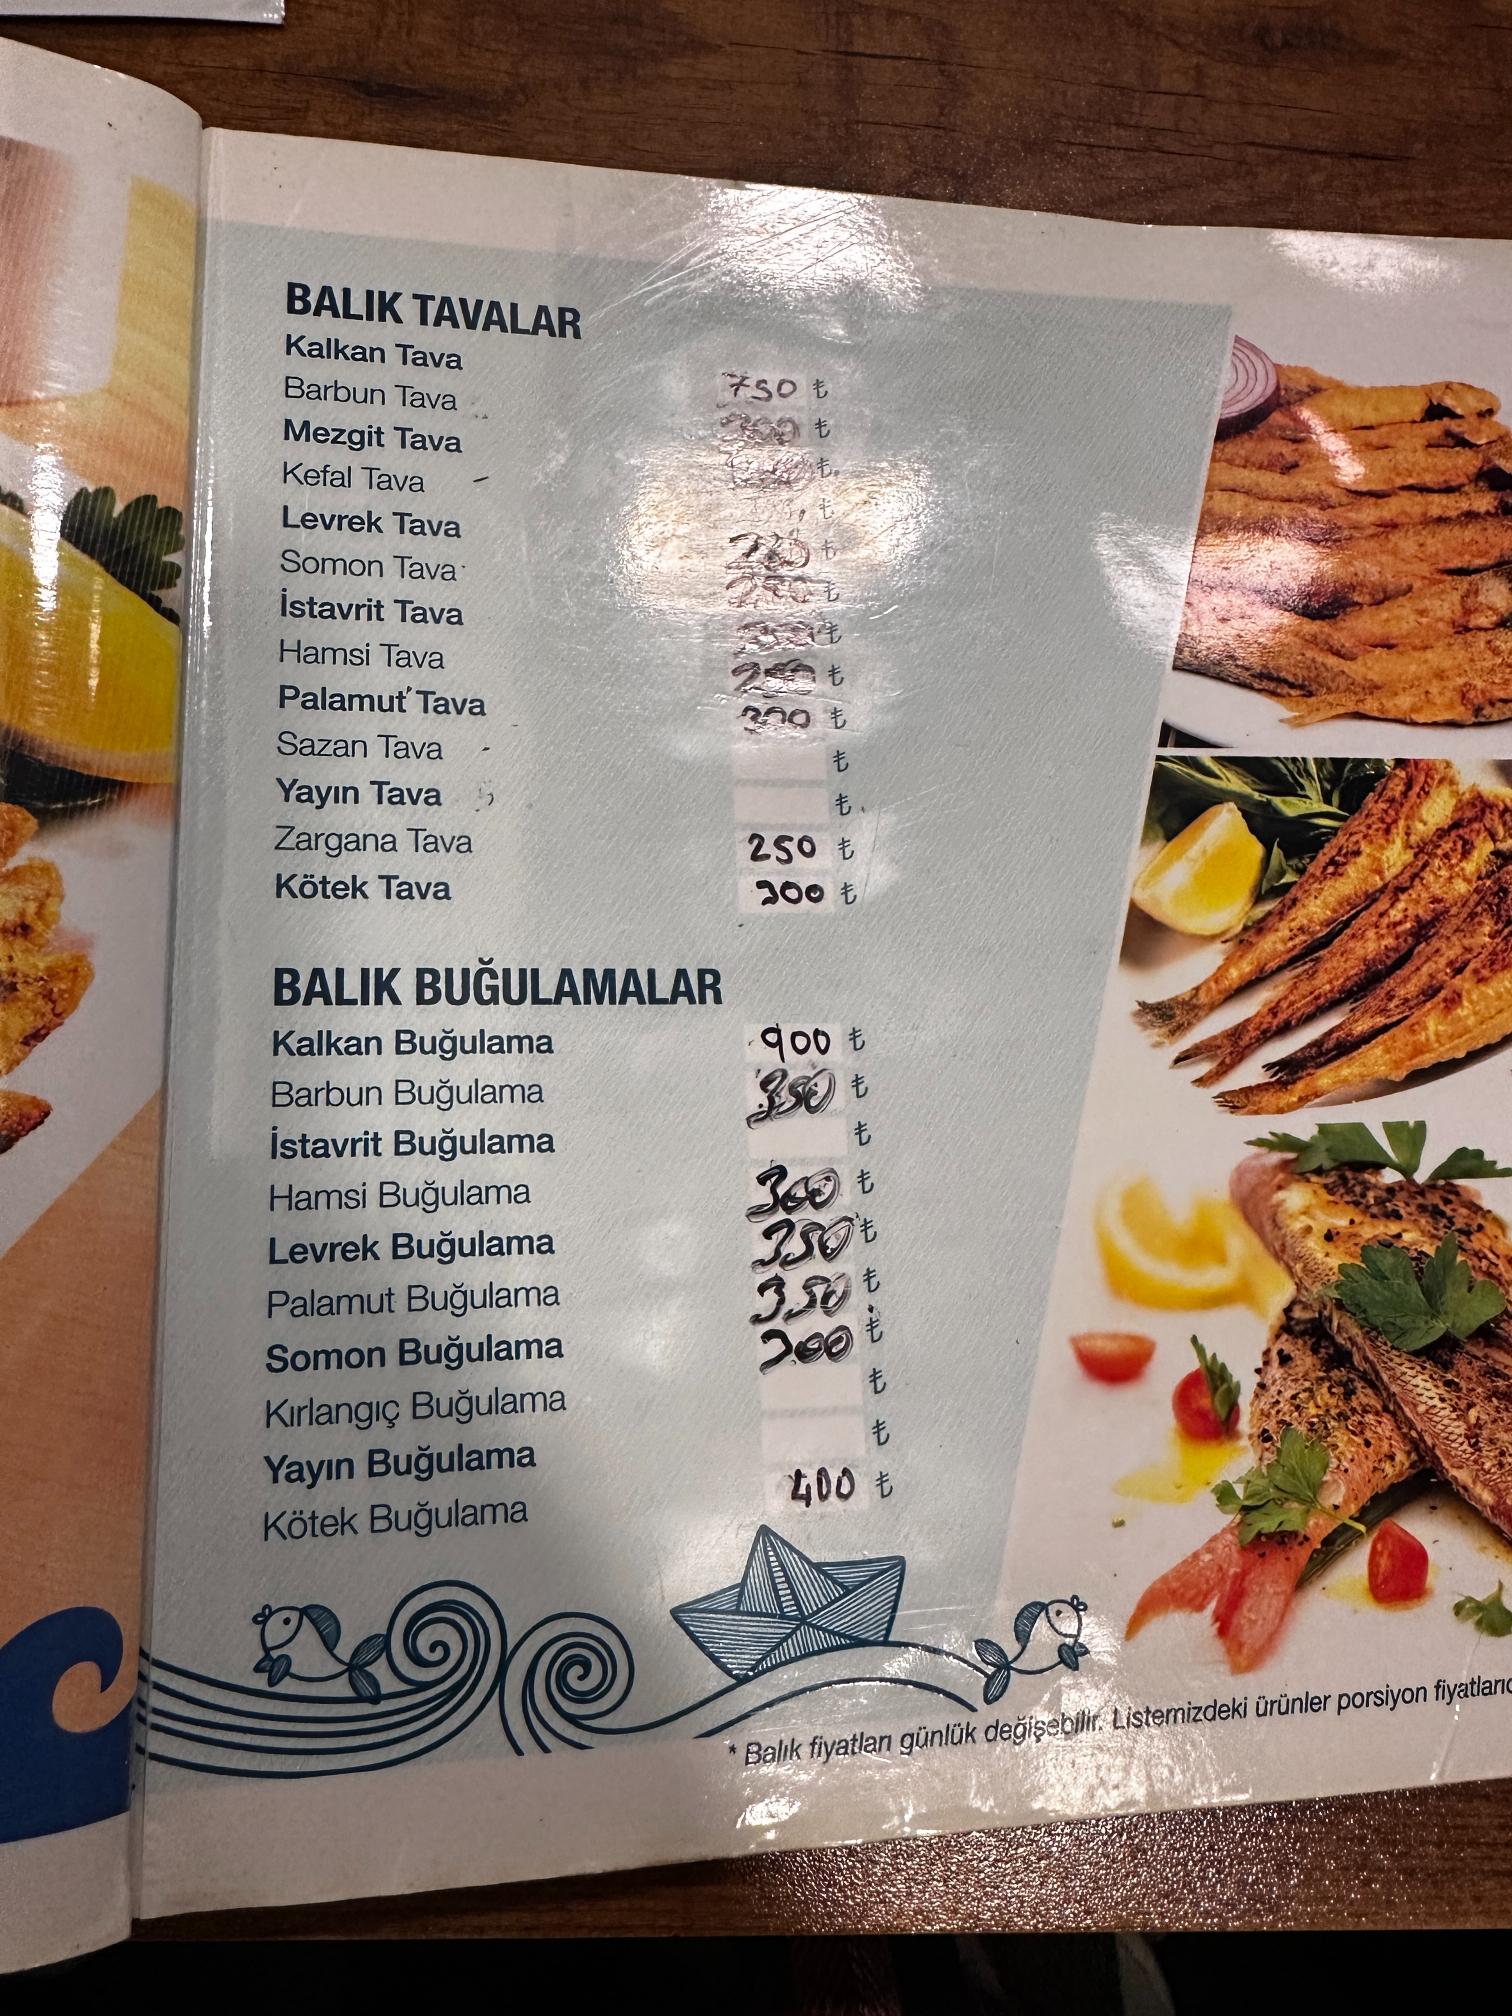 BALIK TAVALAR
Kalkan Tava 750 ₺
Barbun Tava 300 ₺
Mezgit Tava ₺
Kefal Tava ₺
Levrek Tava ₺
Somon Tava ₺
İstavrit Tava ₺
Hamsi Tava 250 ₺
Palamut Tava 300 ₺
Sazan Tava ₺
Yayın Tava ₺
Zargana Tava 250 ₺
Kötek Tava 300 ₺
BALIK BUĞULAMALAR
Kalkan Buğulama 900 ₺
Barbun Buğulama 350 ₺
İstavrit Buğulama ₺
Hamsi Buğulama 300 ₺
Levrek Buğulama 350 ₺
Palamut Buğulama 350 ₺
Somon Buğulama 300 ₺
Kırlangıç Buğulama ₺
Yayın Buğulama ₺
Kötek Buğulama 400 ₺
* Balık fiyatları günlük değişebilir. Listemizdeki ürünler porsiyon